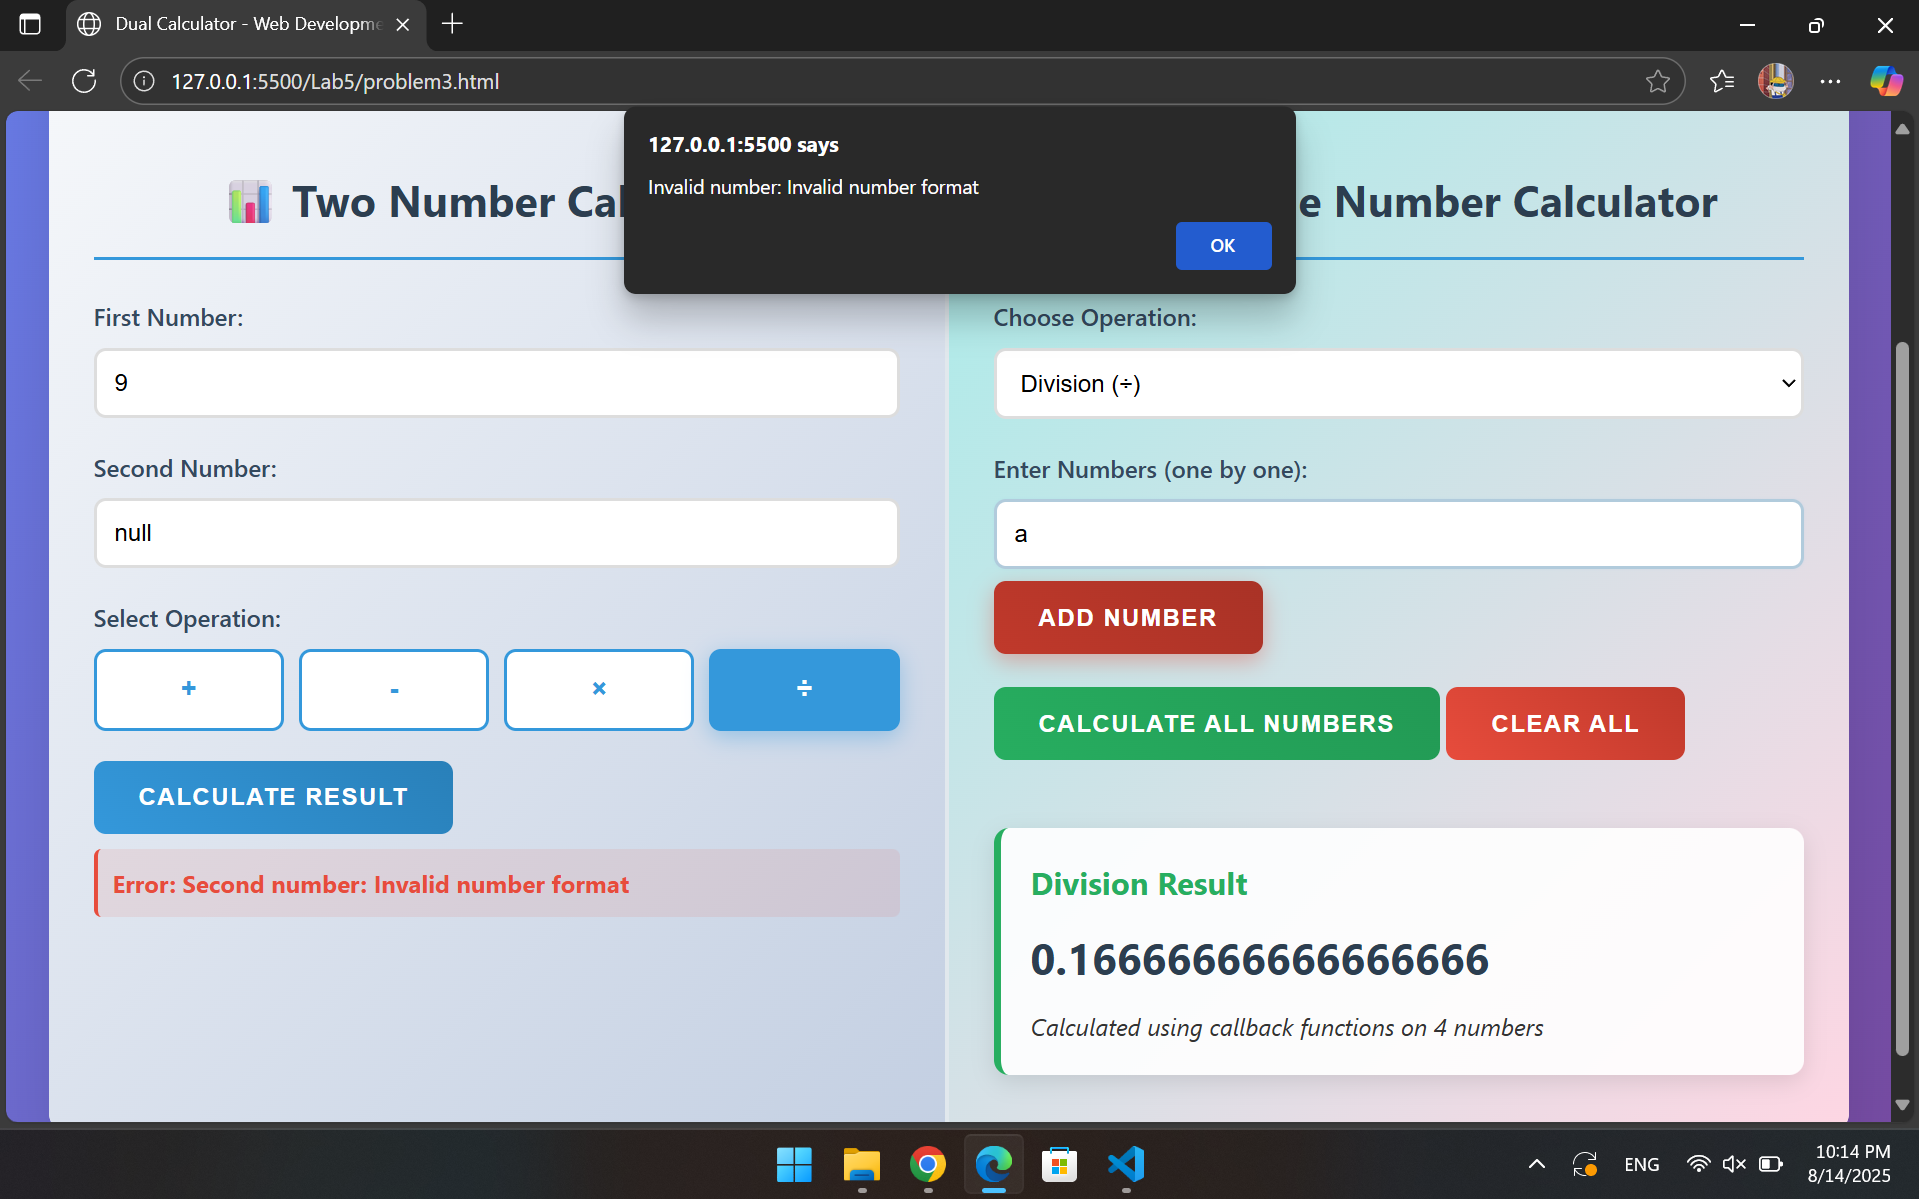 Dual Calculator - Web Developme
127.0.0.1:5500/Lab5/problem3.html
127.0.0.1:5500 says
Invalid number: Invalid number format
OK
Two Number Cal
e Number Calculator
First Number:
9
Second Number:
null
Select Operation:
+
-
×
÷
CALCULATE RESULT
Error: Second number: Invalid number format
Choose Operation:
Division (÷)
Enter Numbers (one by one):
a
ADD NUMBER
CALCULATE ALL NUMBERS
CLEAR ALL
Division Result
0.16666666666666666
Calculated using callback functions on 4 numbers
ENG
10:14 PM
8/14/2025